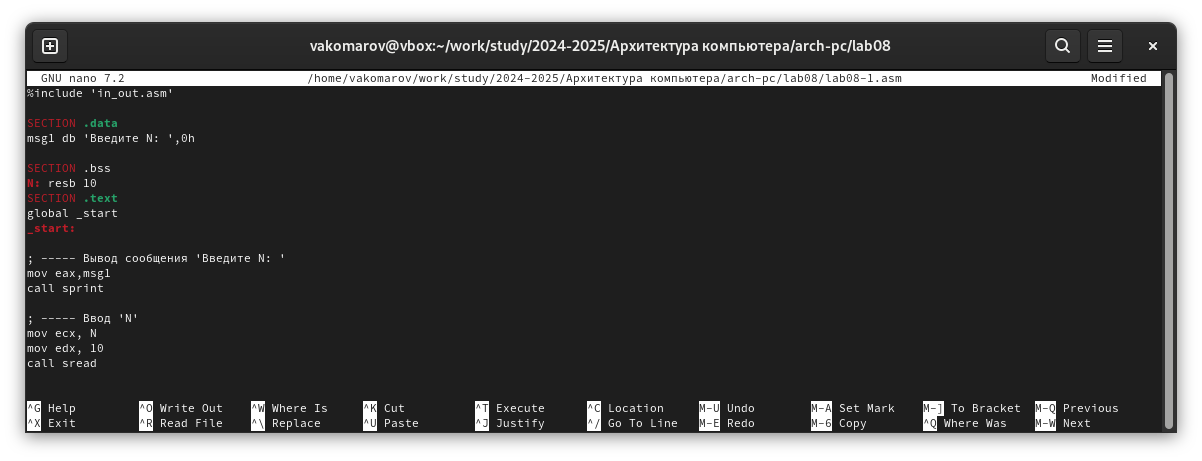 vakomarov@vbox:~/work/study/2024-2025/Архитектура компьютера/arch-pc/lab08
GNU nano 7.2 /home/vakomarov/work/study/2024-2025/Архитектура компьютера/arch-pc/lab08/lab08-1.asm Modified
%include 'in_out.asm'
SECTION .data
msg1 db 'Введите N: ',0h
SECTION .bss
N: resb 10
SECTION .text
global _start
_start:
; ----- Вывод сообщения 'Введите N: '
mov eax,msg1
call sprint
; ----- Ввод 'N'
mov ecx, N
mov edx, 10
call sread
^G Help ^O Write Out ^W Where Is ^K Cut ^T Execute ^C Location M-U Undo M-A Set Mark M-] To Bracket M-Q Previous
^X Exit ^R Read File ^\ Replace ^U Paste ^J Justify ^/ Go To Line M-E Redo M-6 Copy ^Q Where Was M-W Next